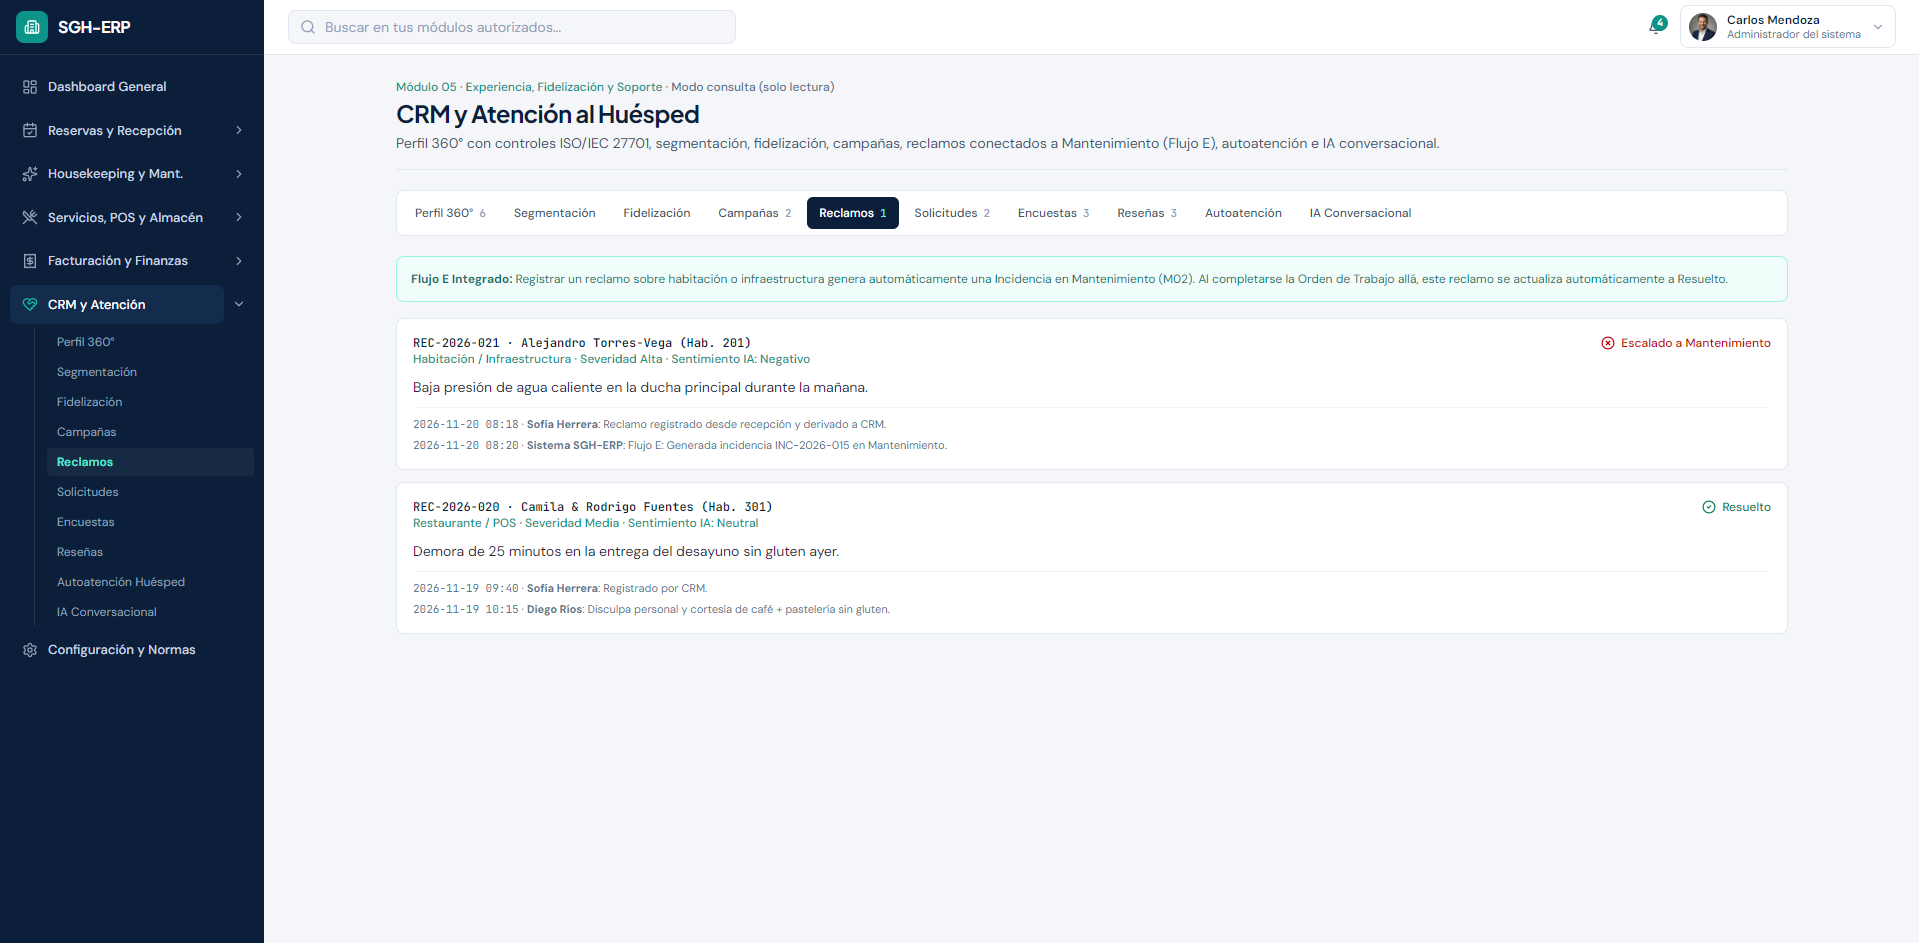 SGH-ERP
Buscar en tus módulos autorizados...
4
Carlos Mendoza
Administrador del sistema
Dashboard General
Reservas y Recepción
Housekeeping y Mant.
Servicios, POS y Almacén
Facturación y Finanzas
CRM y Atención
Perfil 360°
Segmentación
Fidelización
Campañas
Reclamos
Solicitudes
Encuestas
Reseñas
Autoatención Huésped
IA Conversacional
Configuración y Normas
Módulo 05 · Experiencia, Fidelización y Soporte · Modo consulta (solo lectura)
CRM y Atención al Huésped
Perfil 360° con controles ISO/IEC 27701, segmentación, fidelización, campañas, reclamos conectados a Mantenimiento (Flujo E), autoatención e IA conversacional.
Perfil 360° 6 Segmentación Fidelización Campañas 2 Reclamos 1 Solicitudes 2 Encuestas 3 Reseñas 3 Autoatención IA Conversacional
Flujo E Integrado: Registrar un reclamo sobre habitación o infraestructura genera automáticamente una Incidencia en Mantenimiento (M02). Al completarse la Orden de Trabajo allá, este reclamo se actualiza automáticamente a Resuelto.
REC-2026-021 · Alejandro Torres-Vega (Hab. 201)
Escalado a Mantenimiento
Habitación / Infraestructura · Severidad Alta · Sentimiento IA: Negativo
Baja presión de agua caliente en la ducha principal durante la mañana.
2026-11-20 08:18 · Sofía Herrera: Reclamo registrado desde recepción y derivado a CRM.
2026-11-20 08:20 · Sistema SGH-ERP: Flujo E: Generada incidencia INC-2026-015 en Mantenimiento.
REC-2026-020 · Camila & Rodrigo Fuentes (Hab. 301)
Resuelto
Restaurante / POS · Severidad Media · Sentimiento IA: Neutral
Demora de 25 minutos en la entrega del desayuno sin gluten ayer.
2026-11-19 09:40 · Sofía Herrera: Registrado por CRM.
2026-11-19 10:15 · Diego Ríos: Disculpa personal y cortesía de café + pastelería sin gluten.